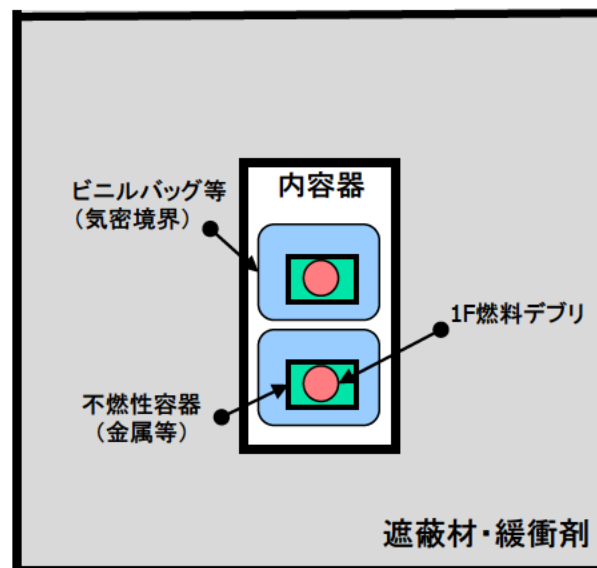 内容器
ビニルバッグ等
（気密境界）
1F燃料デブリ
不燃性容器
（金属等）
遮蔽材・緩衝剤